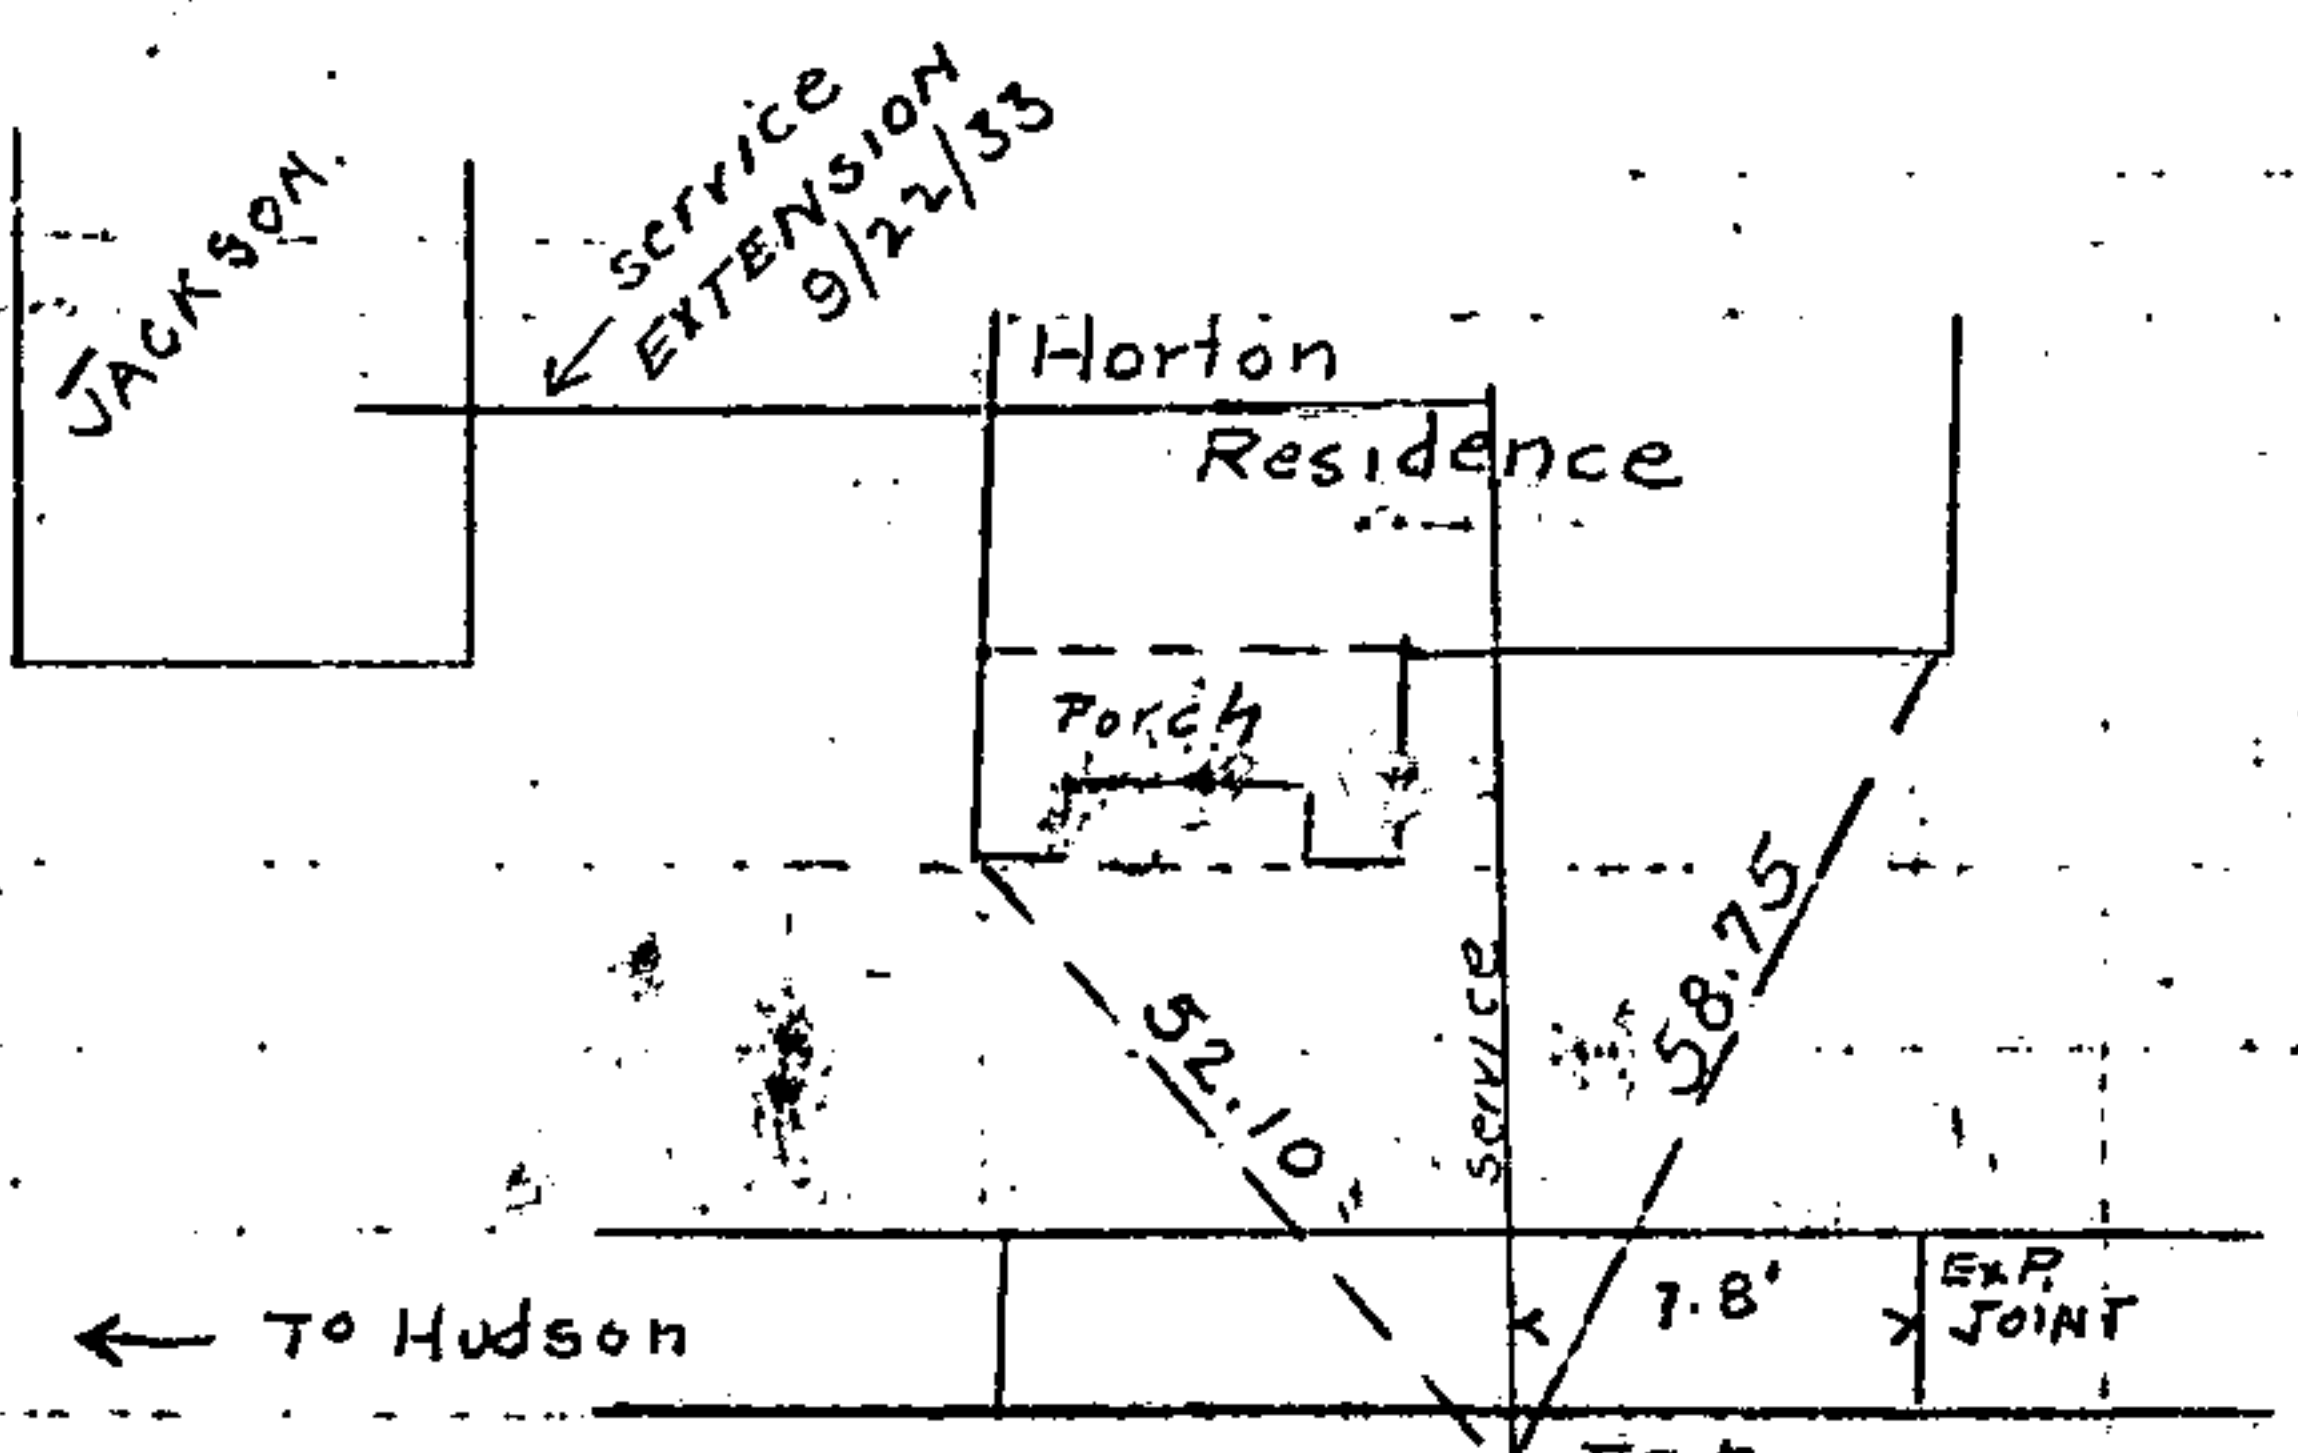 JACKSON.
service
EXTENSION
9/22/33
Horton
Residence
Porch
52.10
service
58.75
7.8'
EXP.
JOINT
← To Hudson